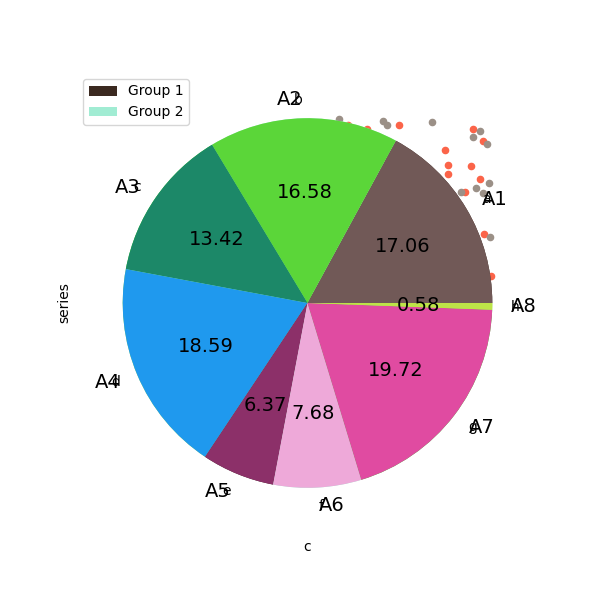 Group 1
Group 2
A2
b
A3
c
A1
a
16.58
13.42
17.06
series
0.58
A8
h
18.59
19.72
A4
d
6.37
7.68
A7
g
A5
e
A6
f
c